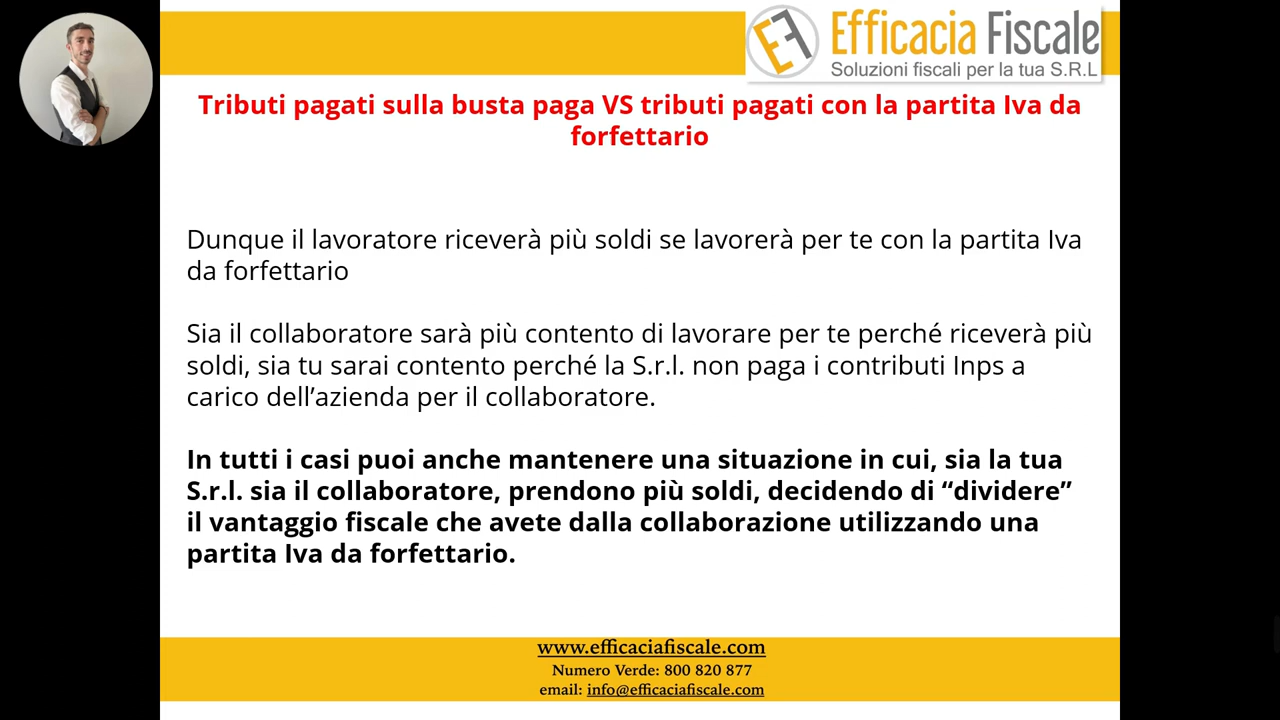 Efficacia Fiscale
Soluzioni fiscali per la tua S.R.L
Tributi pagati sulla busta paga VS tributi pagati con la partita Iva da
forfettario
Dunque il lavoratore riceverà più soldi se lavorerà per te con la partita Iva
da forfettario
Sia il collaboratore sarà più contento di lavorare per te perché riceverà più
soldi, sia tu sarai contento perché la S.r.l. non paga i contributi Inps a
carico dell’azienda per il collaboratore.
In tutti i casi puoi anche mantenere una situazione in cui, sia la tua
S.r.l. sia il collaboratore, prendono più soldi, decidendo di “dividere”
il vantaggio fiscale che avete dalla collaborazione utilizzando una
partita Iva da forfettario.
www.efficaciafiscale.com
Numero Verde: 800 820 877
email: info@efficaciafiscale.com